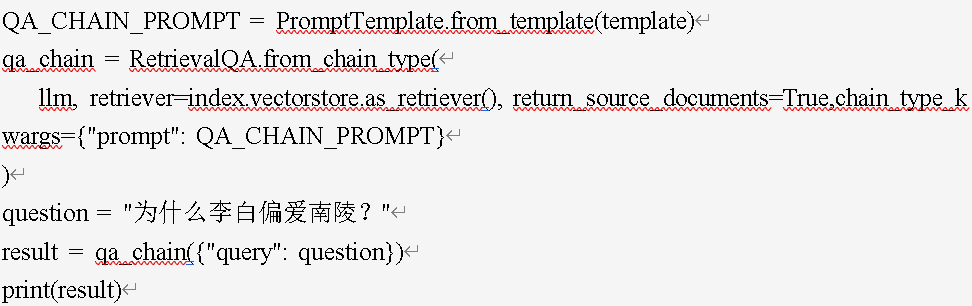 QA_CHAIN_PROMPT = PromptTemplate.from_template(template)
qa_chain = RetrievalQA.from_chain_type(
llm, retriever=index.vectorstore.as_retriever(), return_source_documents=True,chain_type_k
wargs={"prompt": QA_CHAIN_PROMPT}
)
question = "为什么李白偏爱南陵？"
result = qa_chain({"query": question})
print(result)